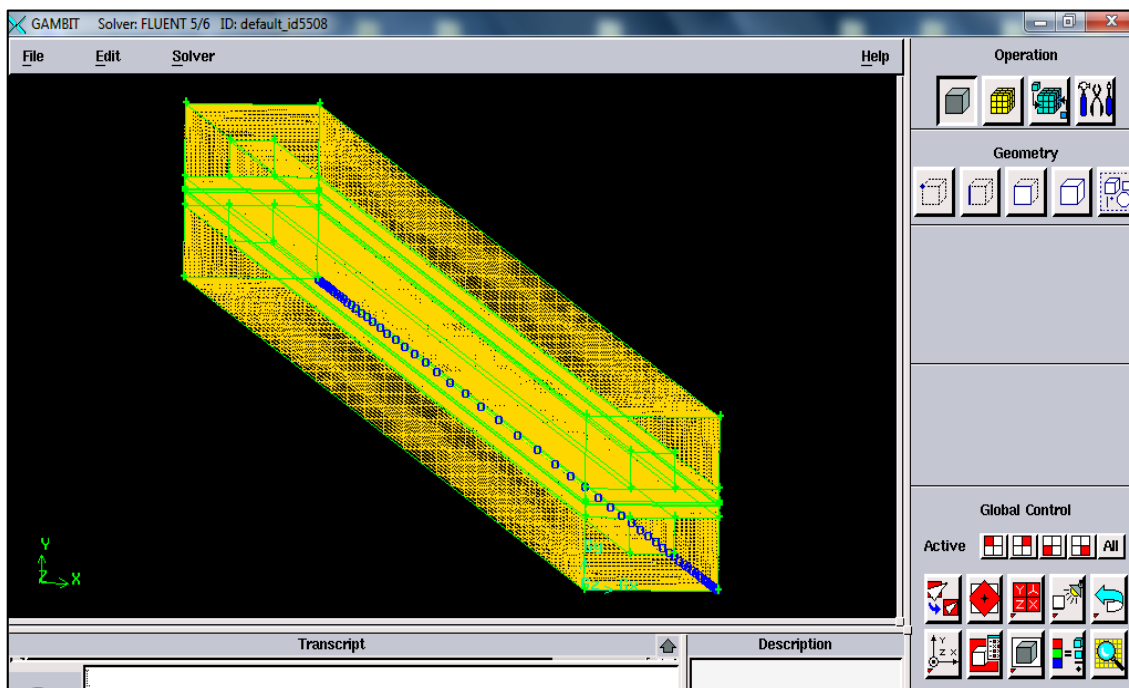 GAMBIT Solver: FLUENT 5/6 ID: default_id5508
File Edit Solver Help
Operation
Geometry
Y
Z X
Global Control
Active All
Transcript Description